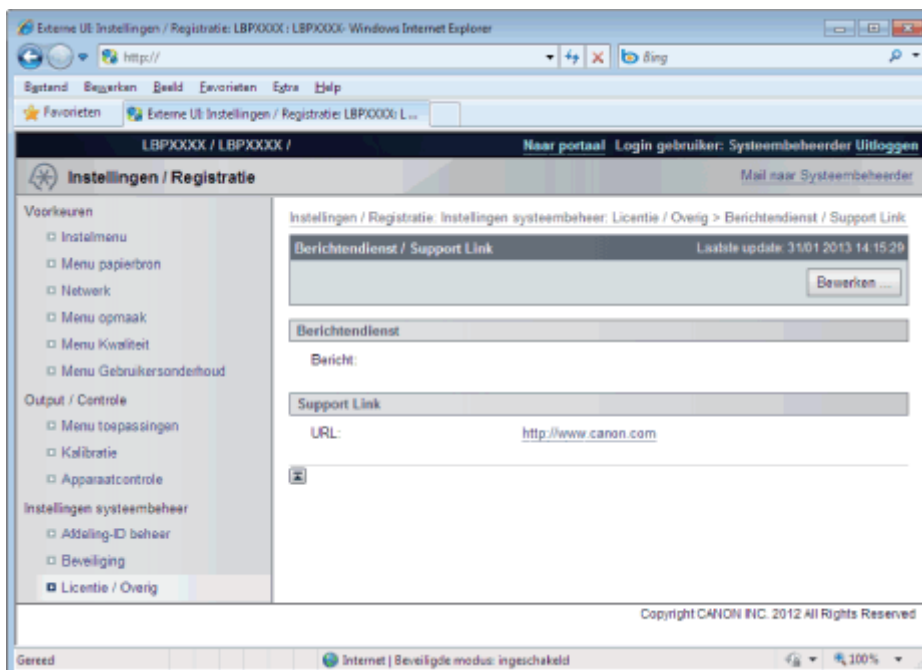 Externe UI: Instellingen / Registratie: LBPXXXX : LBPXXXX- Windows Internet Explorer
http://
Bing
Bestand Bewerken Beeld Favorieten Extra Help
Favorieten
Externe UI: Instellingen / Registratie: LBPXXXX: L...
LBPXXXX / LBPXXXX /
Naar portaal Login gebruiker: Systeembeheerder Uitloggen
Instellingen / Registratie
Mail naar Systeembeheerder
Voorkeuren
Instelmenu
Menu papierbron
Netwerk
Menu opmaak
Menu Kwaliteit
Menu Gebruikersonderhoud
Output / Controle
Menu toepassingen
Kalibratie
Apparaatcontrole
Instellingen systeembeheer
Afdeling-ID beheer
Beveiliging
Licentie / Overig
Instellingen / Registratie: Instellingen systeembeheer: Licentie / Overig > Berichtendienst / Support Link
Berichtendienst / Support Link
Laatste update: 31/01 2013 14:15:29
Bewerken ...
Berichtendienst
Bericht:
Support Link
URL:
http://www.canon.com
Copyright CANON INC. 2012 All Rights Reserved
Gereed
Internet | Beveiligde modus: ingeschakeld
100%